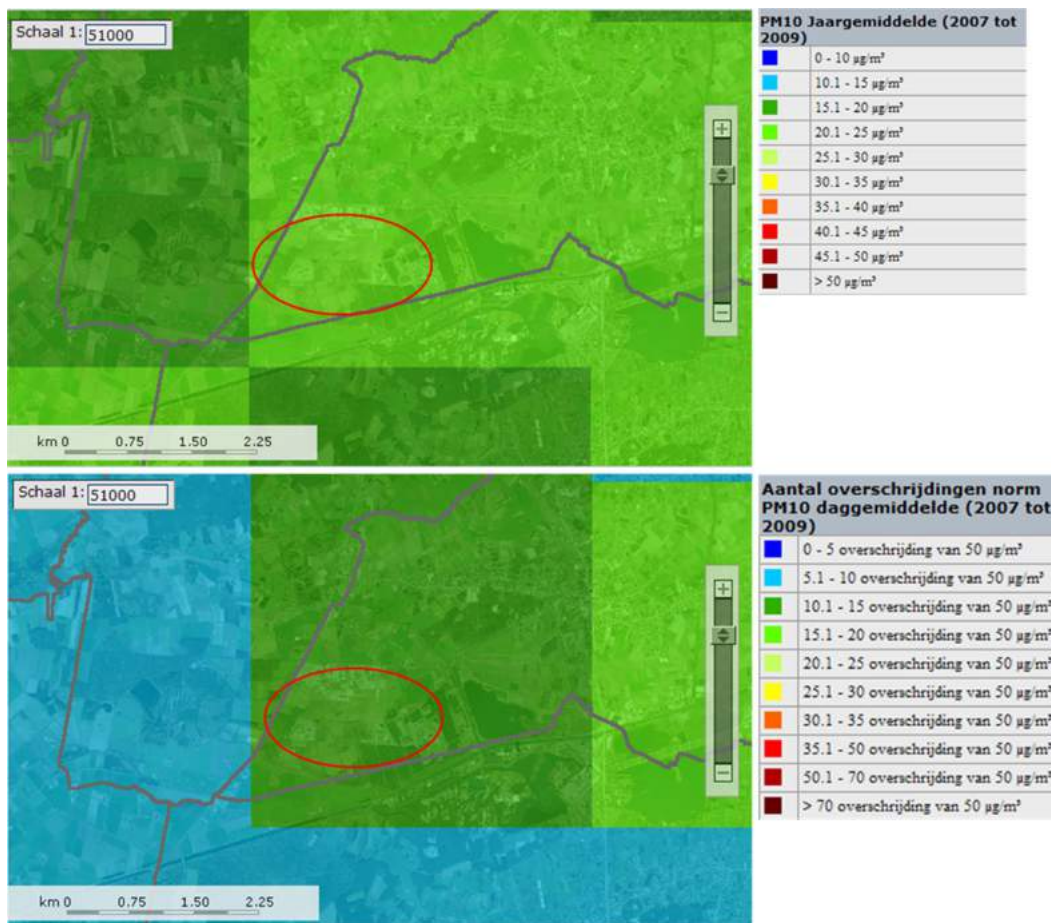 Schaal 1: 51000
km 0 0.75 1.50 2.25
PM10 Jaargemiddelde (2007 tot
2009)
0 - 10 µg/m³
10.1 - 15 µg/m³
15.1 - 20 µg/m³
20.1 - 25 µg/m³
25.1 - 30 µg/m³
30.1 - 35 µg/m³
35.1 - 40 µg/m³
40.1 - 45 µg/m³
45.1 - 50 µg/m³
> 50 µg/m³
Schaal 1: 51000
km 0 0.75 1.50 2.25
Aantal overschrijdingen norm
PM10 daggemiddelde (2007 tot
2009)
0 - 5 overschrijding van 50 µg/m³
5.1 - 10 overschrijding van 50 µg/m³
10.1 - 15 overschrijding van 50 µg/m³
15.1 - 20 overschrijding van 50 µg/m³
20.1 - 25 overschrijding van 50 µg/m³
25.1 - 30 overschrijding van 50 µg/m³
30.1 - 35 overschrijding van 50 µg/m³
35.1 - 50 overschrijding van 50 µg/m³
50.1 - 70 overschrijding van 50 µg/m³
> 70 overschrijding van 50 µg/m³